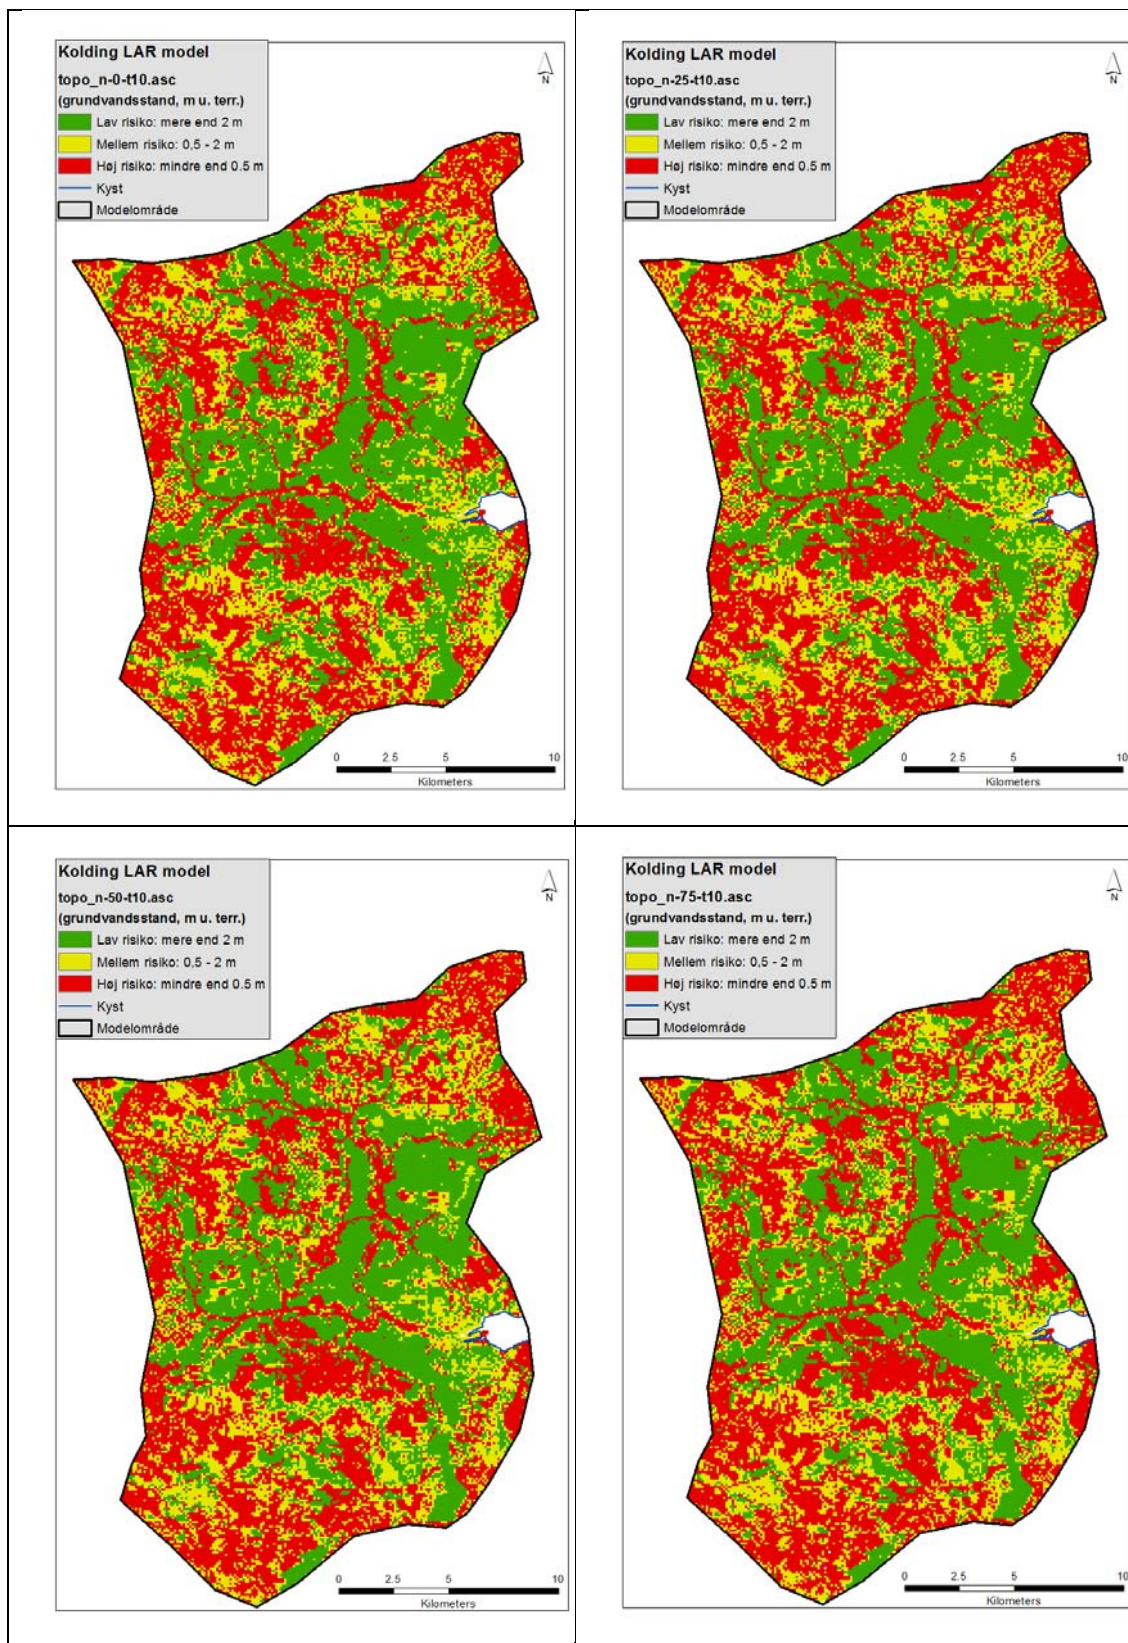 Kolding LAR model
topo_n-0-t10.asc
(grundvandsstand, m u. terr.)
Lav risiko: mere end 2 m
Mellem risiko: 0,5 - 2 m
Høj risiko: mindre end 0.5 m
Kyst
Modelområde
N
0 2.5 5 10
Kilometers
Kolding LAR model
topo_n-25-t10.asc
(grundvandsstand, m u. terr.)
Lav risiko: mere end 2 m
Mellem risiko: 0,5 - 2 m
Høj risiko: mindre end 0.5 m
Kyst
Modelområde
N
0 2.5 5 10
Kilometers
Kolding LAR model
topo_n-50-t10.asc
(grundvandsstand, m u. terr.)
Lav risiko: mere end 2 m
Mellem risiko: 0,5 - 2 m
Høj risiko: mindre end 0.5 m
Kyst
Modelområde
N
0 2.5 5 10
Kilometers
Kolding LAR model
topo_n-75-t10.asc
(grundvandsstand, m u. terr.)
Lav risiko: mere end 2 m
Mellem risiko: 0,5 - 2 m
Høj risiko: mindre end 0.5 m
Kyst
Modelområde
N
0 2.5 5 10
Kilometers